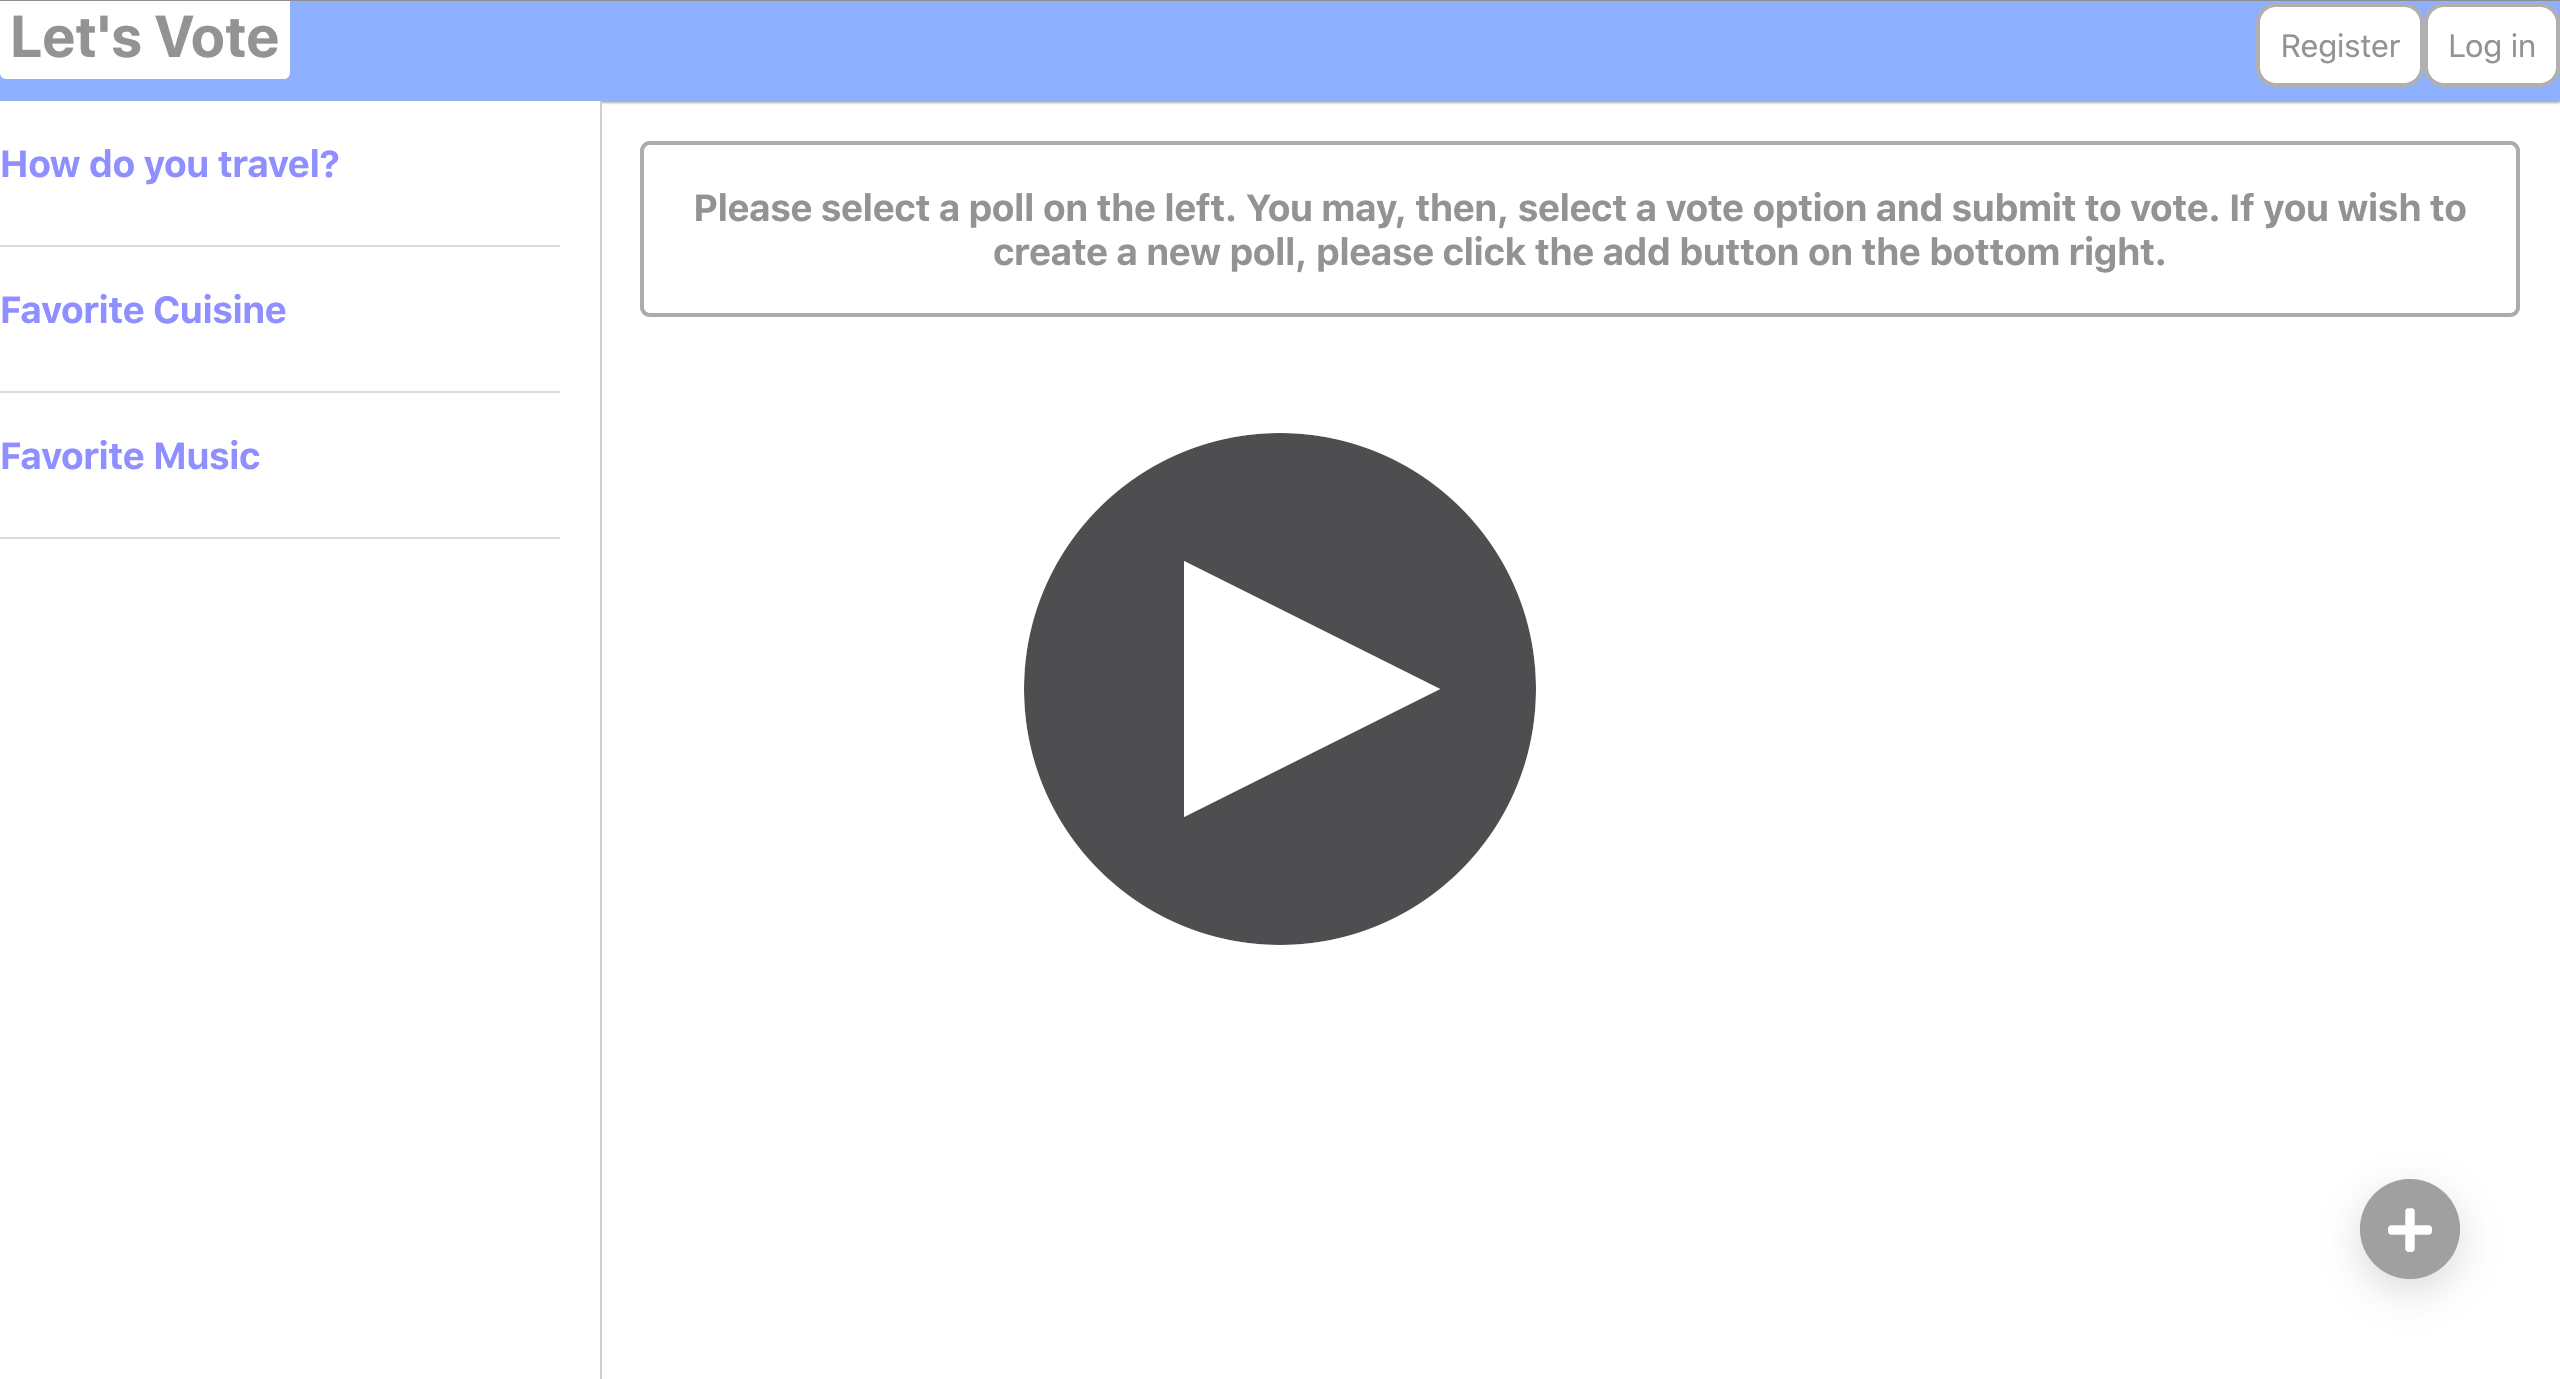 Let's Vote
Register
Log in
How do you travel?
Favorite Cuisine
Favorite Music
Please select a poll on the left. You may, then, select a vote option and submit to vote. If you wish to
create a new poll, please click the add button on the bottom right.